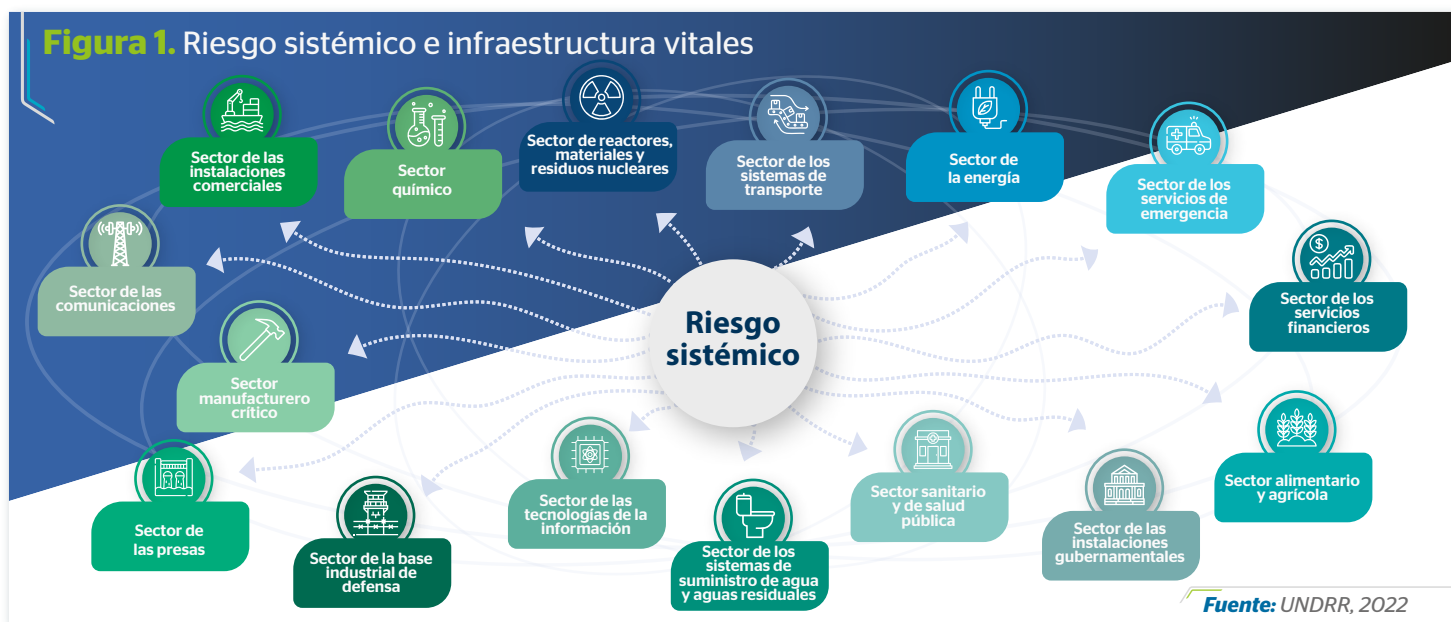 Figura 1. Riesgo sistémico e infraestructura vitales
Sector de las
instalaciones
comerciales
Sector
químico
Sector de reactores,
materiales y
residuos nucleares
Sector de los
sistemas de
transporte
Sector de
la energía
Sector de los
servicios de
emergencia
Sector de las
comunicaciones
$
Sector de los
servicios
financieros
Riesgo
sistémico
Sector
manufacturero
crítico
Sector alimentario
y agrícola
Sector de
las presas
Sector de la base
industrial de
defensa
Sector de las
tecnologías de la
información
Sector de los
sistemas de
suministro de agua
y aguas residuales
Sector sanitario
y de salud
pública
Sector de las
instalaciones
gubernamentales
Fuente: UNDRR, 2022